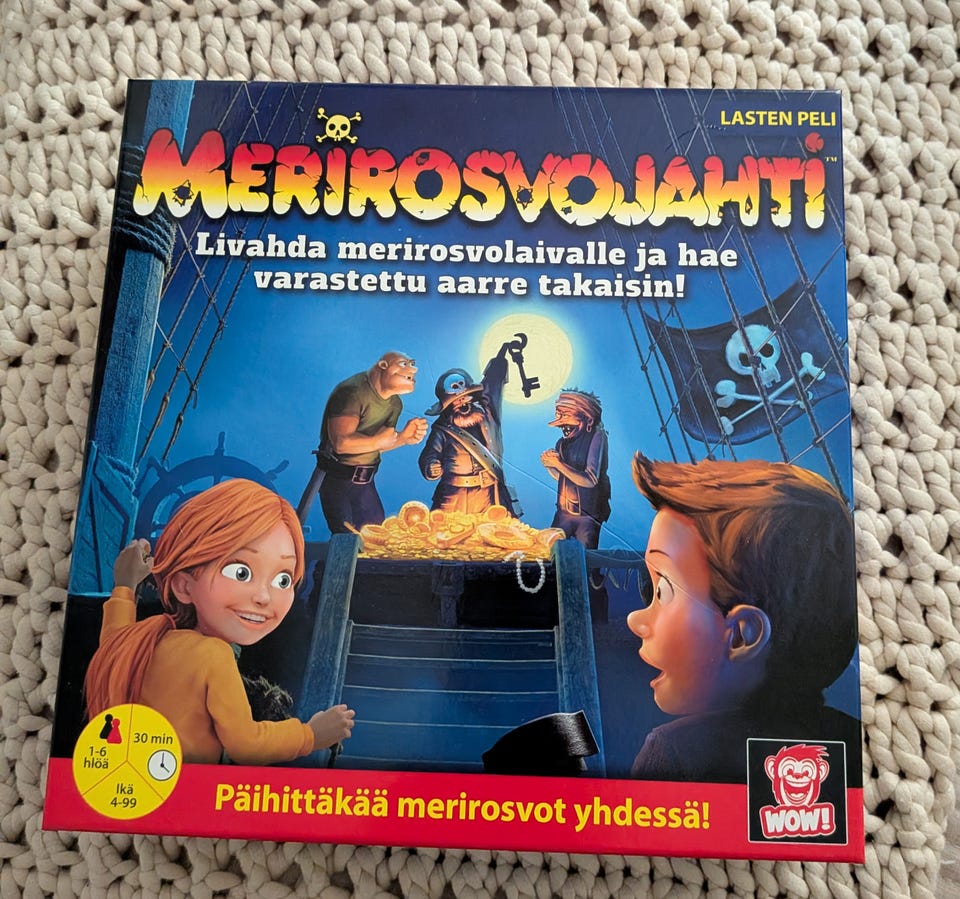 LASTEN PELI
MERIROSVOJAHTI™
Livahda merirosvolaivalle ja hae
varastettu aarre takaisin!
1-6
hlöä
30 min
Ikä
4-99
Päihittäkää merirosvot yhdessä!
WOW!